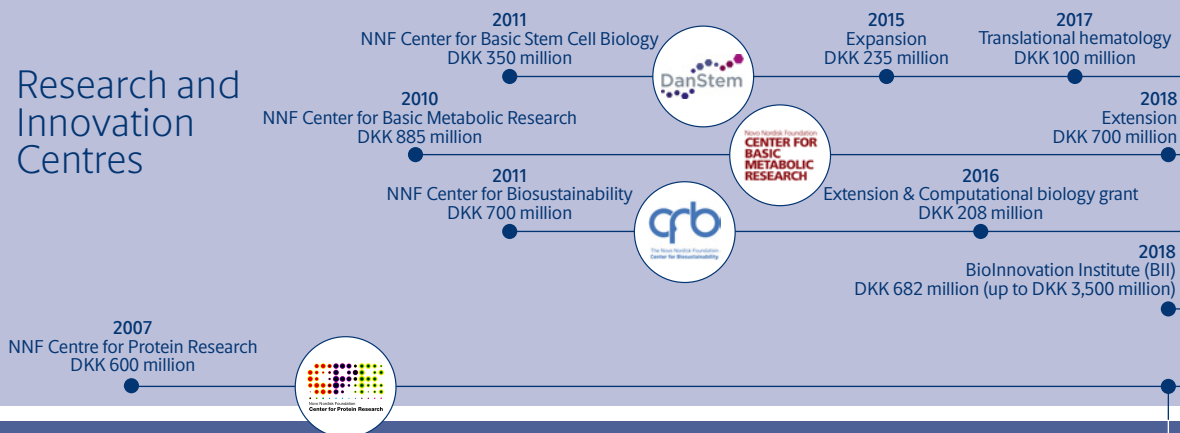 Research and
Innovation
Centres
2011
NNF Center for Basic Stem Cell Biology
DKK 350 million
DanStem
2015
Expansion
DKK 235 million
2017
Translational hematology
DKK 100 million
2010
NNF Center for Basic Metabolic Research
DKK 885 million
Novo Nordisk Foundation
CENTER FOR
BASIC
METABOLIC
RESEARCH
2018
Extension
DKK 700 million
2011
NNF Center for Biosustainability
DKK 700 million
cfb
The Novo Nordisk Foundation
Center for Biosustainability
2016
Extension & Computational biology grant
DKK 208 million
2018
BioInnovation Institute (BII)
DKK 682 million (up to DKK 3,500 million)
2007
NNF Centre for Protein Research
DKK 600 million
CPR
Novo Nordisk Foundation
Center for Protein Research